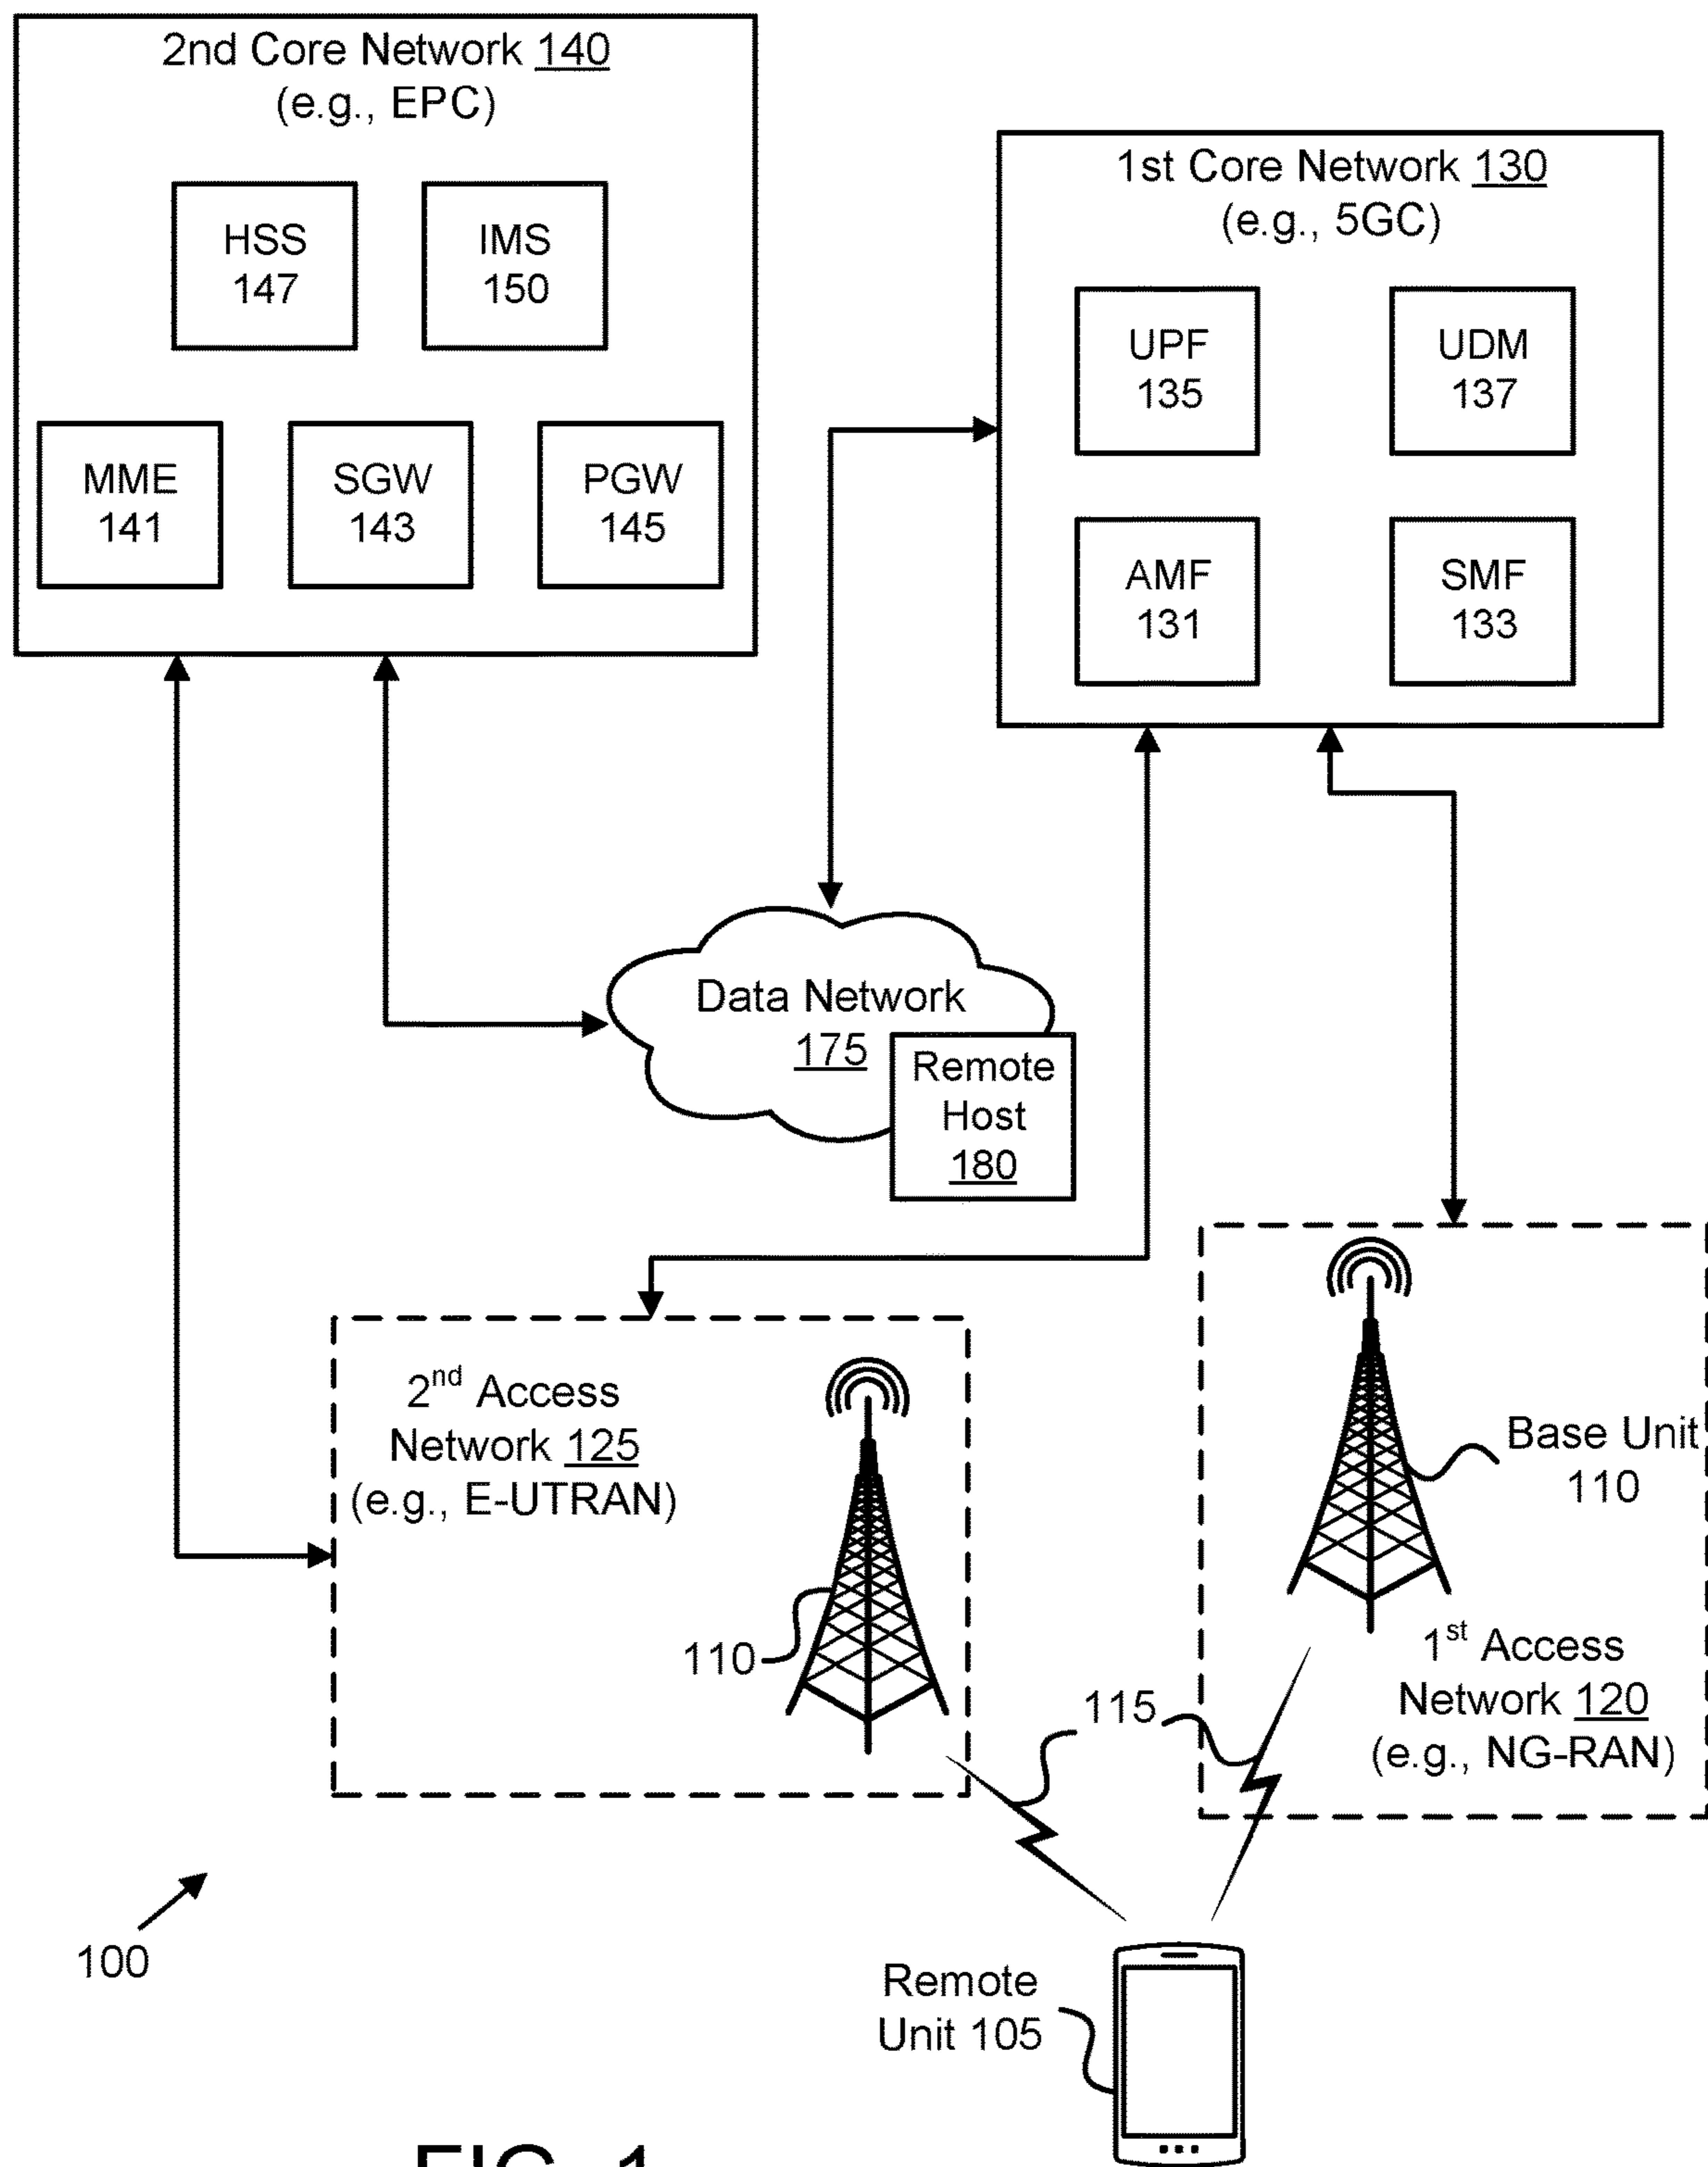 2nd Core Network 140
(e.g., EPC)
HSS
147
IMS
150
MME
141
SGW
143
PGW
145
1st Core Network 130
(e.g., 5GC)
UPF
135
UDM
137
AMF
131
SMF
133
Data Network
175
Remote
Host
180
2nd Access
Network 125
(e.g., E-UTRAN)
110
Base Unit
110
1st Access
Network 120
(e.g., NG-RAN)
115
100
Remote
Unit 105
FIG. 1